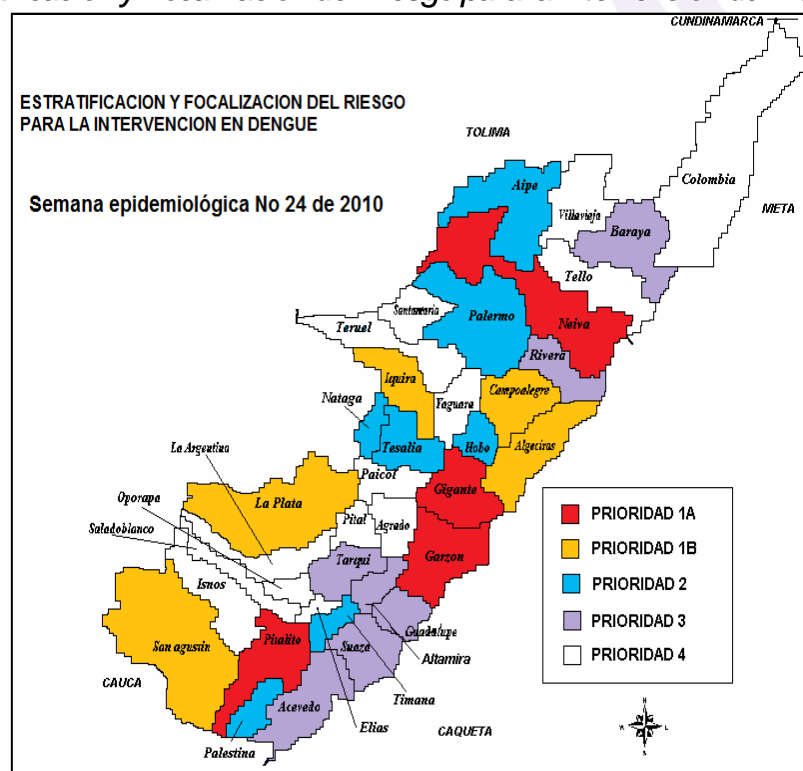 ESTRATIFICACION Y FOCALIZACION DEL RIESGO
PARA LA INTERVENCION EN DENGUE
Semana epidemiológica No 24 de 2010
CUNDINAMARCA
TOLIMA
META
Colombia
Aipe
Villavieja
Baraya
Tello
Santamaria
Palermo
Neiva
Teruel
Rivera
Iquira
Campoalegre
Yaguara
Nataga
Tesalia
Hobo
Algeciras
La Argentina
Paicol
Gigante
Oporapa
La Plata
Saladoblanco
Pital
Agrado
Garzon
Tarqui
Isnos
Guadalupe
San agustin
Pitalito
Suaza
Altamira
CAUCA
Acevedo
Timana
Elias
Palestina
CAQUETA
PRIORIDAD 1A
PRIORIDAD 1B
PRIORIDAD 2
PRIORIDAD 3
PRIORIDAD 4